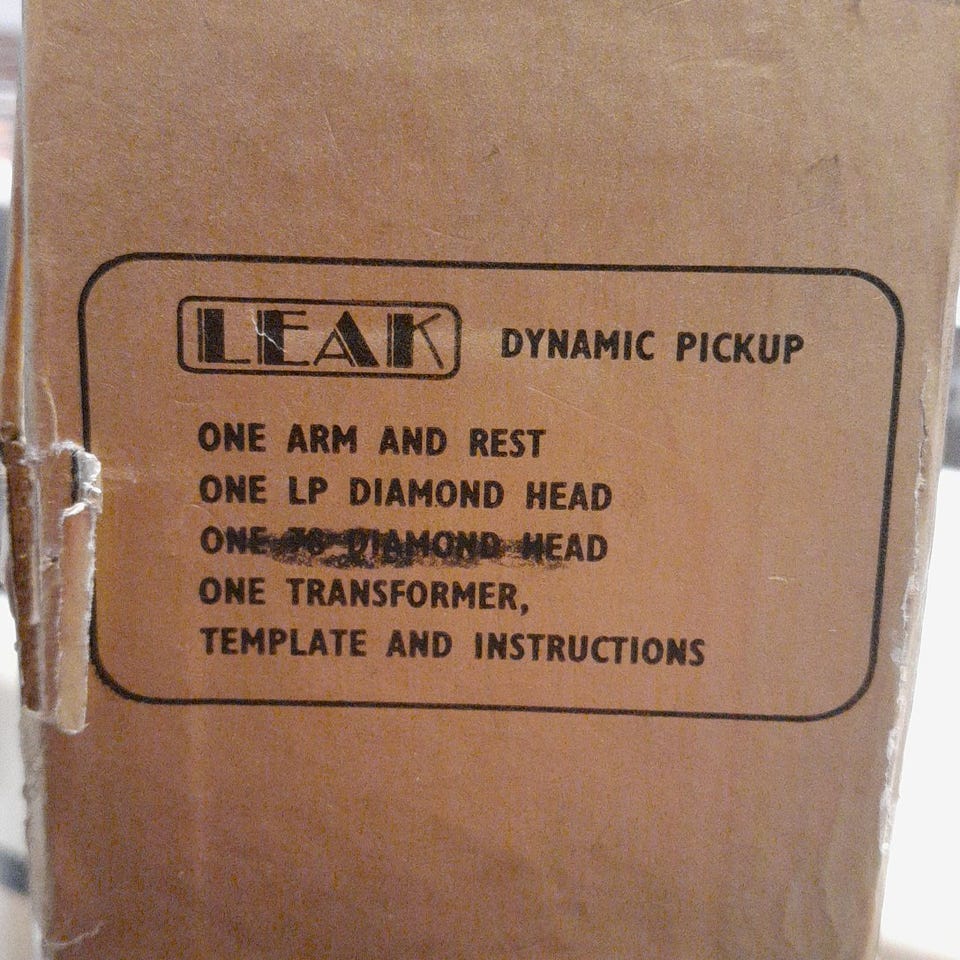 LEAK DYNAMIC PICKUP
ONE ARM AND REST
ONE LP DIAMOND HEAD
ONE 78 DIAMOND HEAD
ONE TRANSFORMER,
TEMPLATE AND INSTRUCTIONS